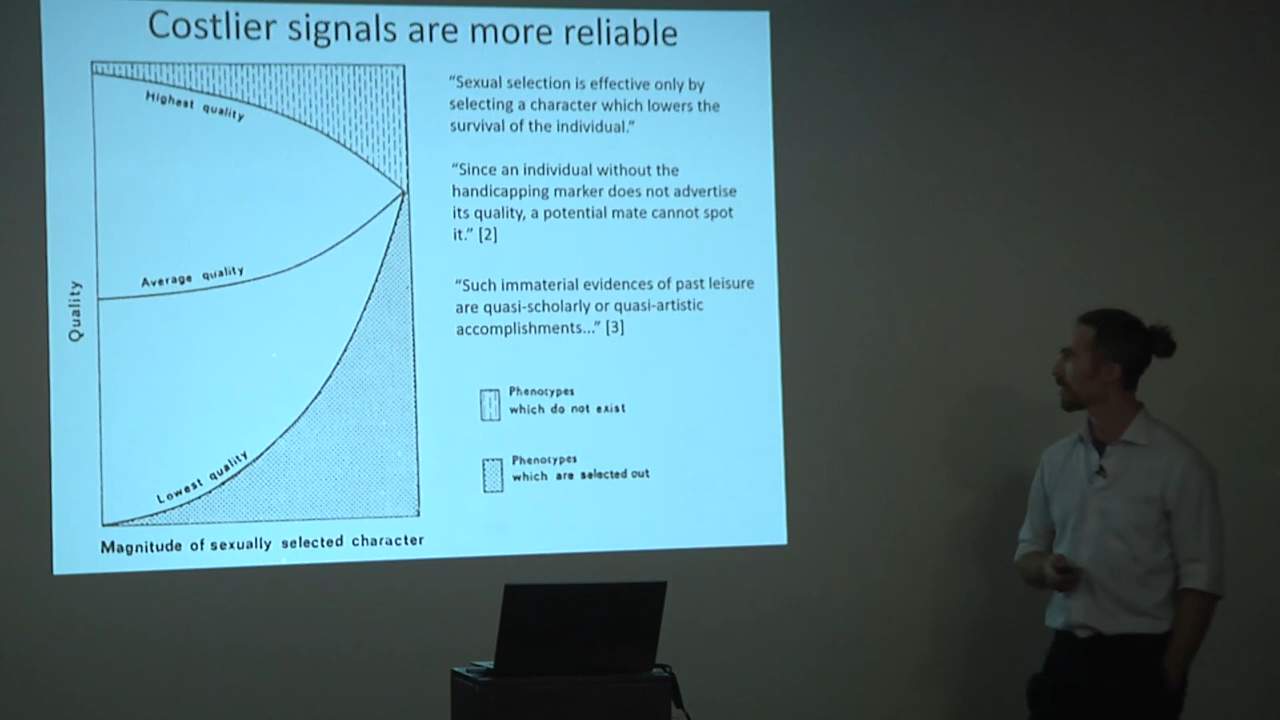 Costlier signals are more reliable
Highest quality
Average quality
Lowest quality
Quality
Magnitude of sexually selected character
“Sexual selection is effective only by
selecting a character which lowers the
survival of the individual.”
“Since an individual without the
handicapping marker does not advertise
its quality, a potential mate cannot spot
it.” [2]
“Such immaterial evidences of past leisure
are quasi-scholarly or quasi-artistic
accomplishments...” [3]
Phenotypes
which do not exist
Phenotypes
which are selected out